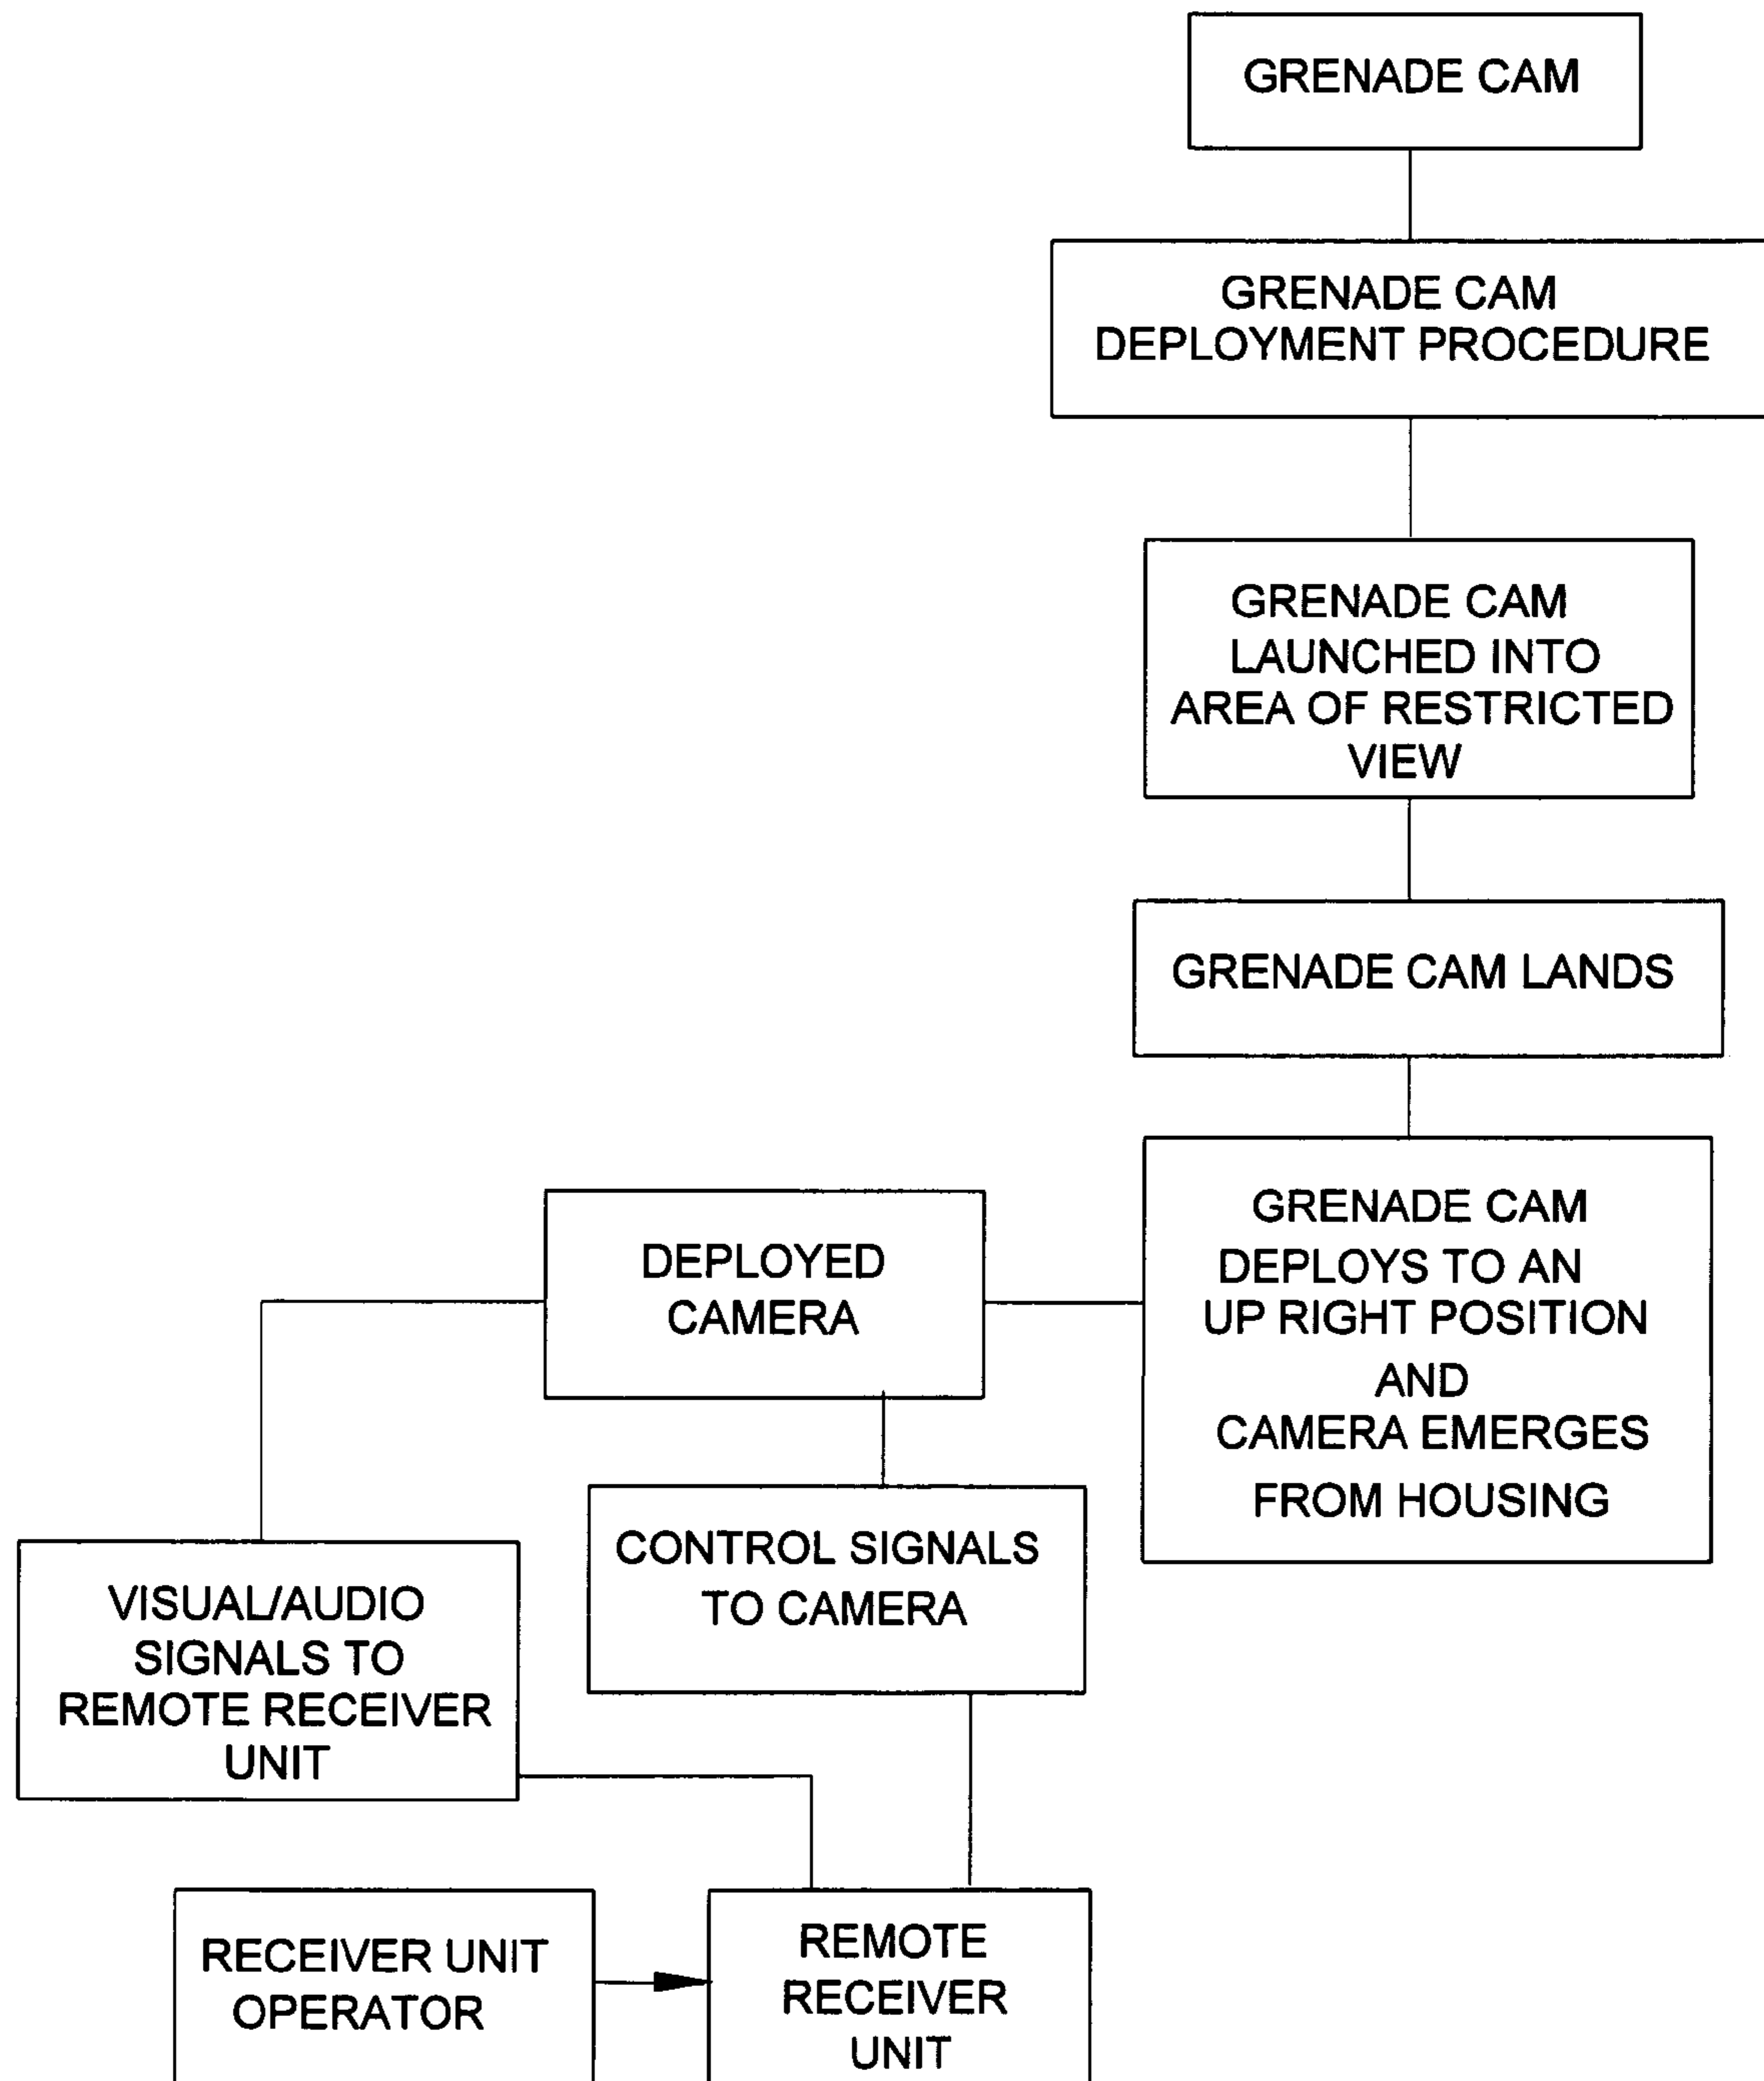 GRENADE CAM
GRENADE CAM
DEPLOYMENT PROCEDURE
GRENADE CAM
LAUNCHED INTO
AREA OF RESTRICTED
VIEW
GRENADE CAM LANDS
GRENADE CAM
DEPLOYS TO AN
UP RIGHT POSITION
AND
CAMERA EMERGES
FROM HOUSING
DEPLOYED
CAMERA
CONTROL SIGNALS
TO CAMERA
VISUAL/AUDIO
SIGNALS TO
REMOTE RECEIVER
UNIT
RECEIVER UNIT
OPERATOR
REMOTE
RECEIVER
UNIT